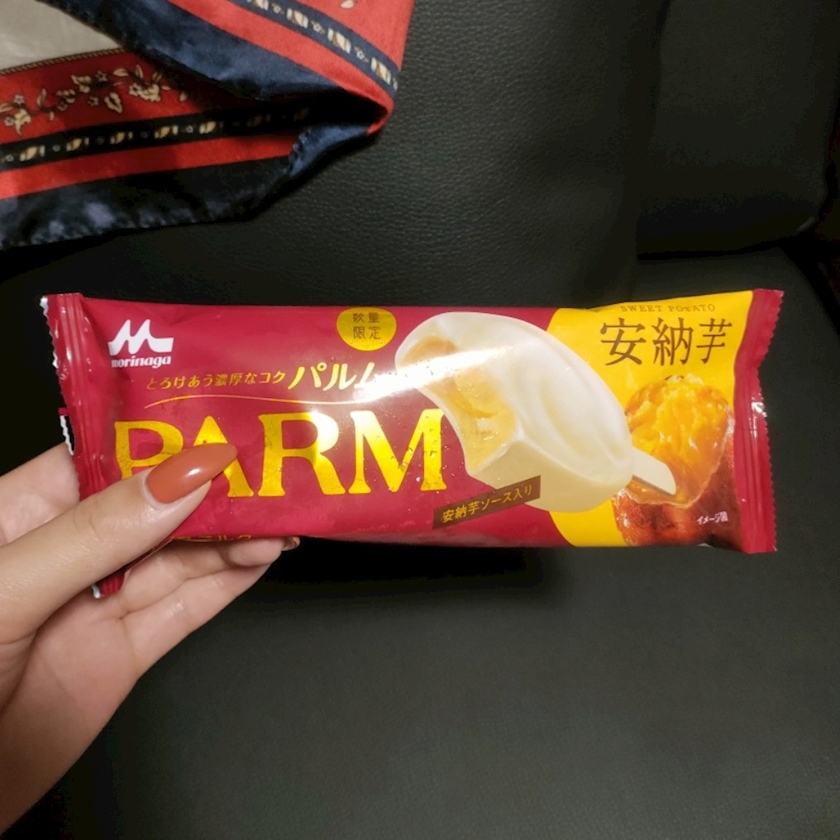 morinaga
数量
限定
とろけあう濃厚なコク パルム
PARM
SWEET POTATO
安納芋
安納芋ソース入り
イメージ図